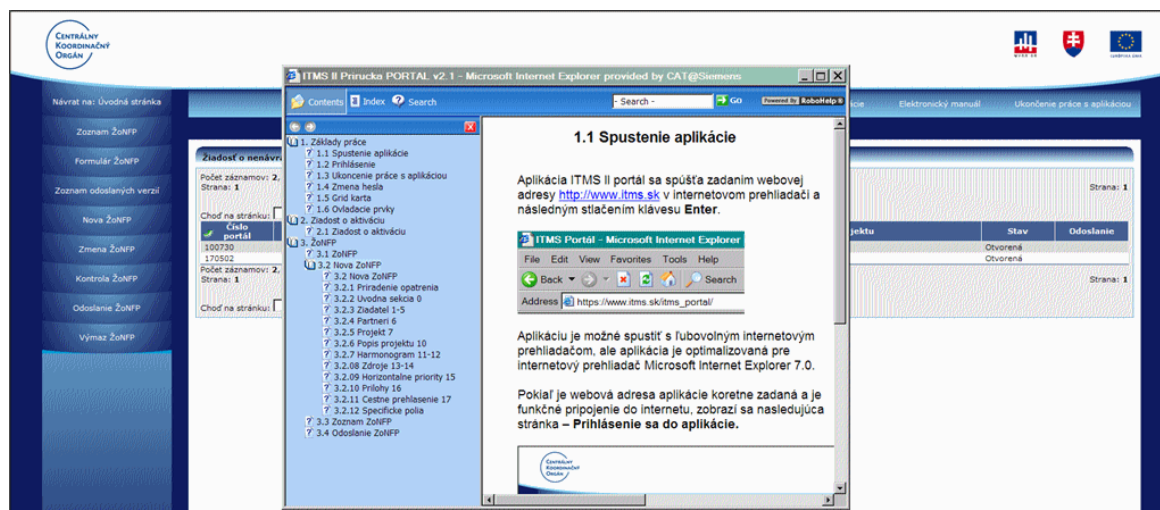 CENTRÁLNY
KOORDINAČNÝ
ORGÁN
Návrat na: Úvodná stránka
Elektronický manuál
Ukončenie práce s aplikáciou
Zoznam ŽoNFP
Formulár ŽoNFP
Zoznam odoslaných verzií
Nova ŽoNFP
Zmena ŽoNFP
Kontrola ŽoNFP
Odoslanie ŽoNFP
Výmaz ŽoNFP
Žiadosť o nenávra
Počet záznamov: 2,
Strana: 1
Strana: 1
Choď na stránku:
Číslo portál
jektu
Stav
Odoslanie
100730
Otvorená
170502
Otvorená
Počet záznamov: 2,
Strana: 1
Strana: 1
Choď na stránku:
ITMS II Prirucka PORTAL v2.1 - Microsoft Internet Explorer provided by CAT@Siemens
Contents
Index
Search
- Search -
GO
Powered By RoboHelp
1. Základy práce
1.1 Spustenie aplikácie
1.2 Prihlásenie
1.3 Ukoncenie práce s aplikáciou
1.4 Zmena hesla
1.5 Grid karta
1.6 Ovladacie prvky
2. Ziadost o aktiváciu
2.1 Ziadost o aktiváciu
3. ŽoNFP
3.1 ZoNFP
3.2 Nova ZoNFP
3.2 Nova ZoNFP
3.2.1 Priradenie opatrenia
3.2.2 Uvodna sekcia 0
3.2.3 Ziadatel 1-5
3.2.4 Partneri 6
3.2.5 Projekt 7
3.2.6 Popis projektu 10
3.2.7 Harmonogram 11-12
3.2.08 Zdroje 13-14
3.2.09 Horizontalne priority 15
3.2.10 Prilohy 16
3.2.11 Cestne prehlasenie 17
3.2.12 Specificke polia
3.3 Zoznam ZoNFP
3.4 Odoslanie ZoNFP
1.1 Spustenie aplikácie
Aplikácia ITMS II portál sa spúšťa zadaním webovej
adresy http://www.itms.sk v internetovom prehliadači a
následným stlačením klávesu Enter.
ITMS Portál - Microsoft Internet Explorer
File Edit View Favorites Tools Help
Back
Search
Address https://www.itms.sk/itms_portal/
Aplikáciu je možné spustiť s ľubovolným internetovým
prehliadačom, ale aplikácia je optimalizovaná pre
internetový prehliadač Microsoft Internet Explorer 7.0.
Pokiaľ je webová adresa aplikácie koretne zadaná a je
funkčné pripojenie do internetu, zobrazí sa nasledujúca
stránka – Prihlásenie sa do aplikácie.
CENTRÁLNY
KOORDINAČNÝ
ORGÁN